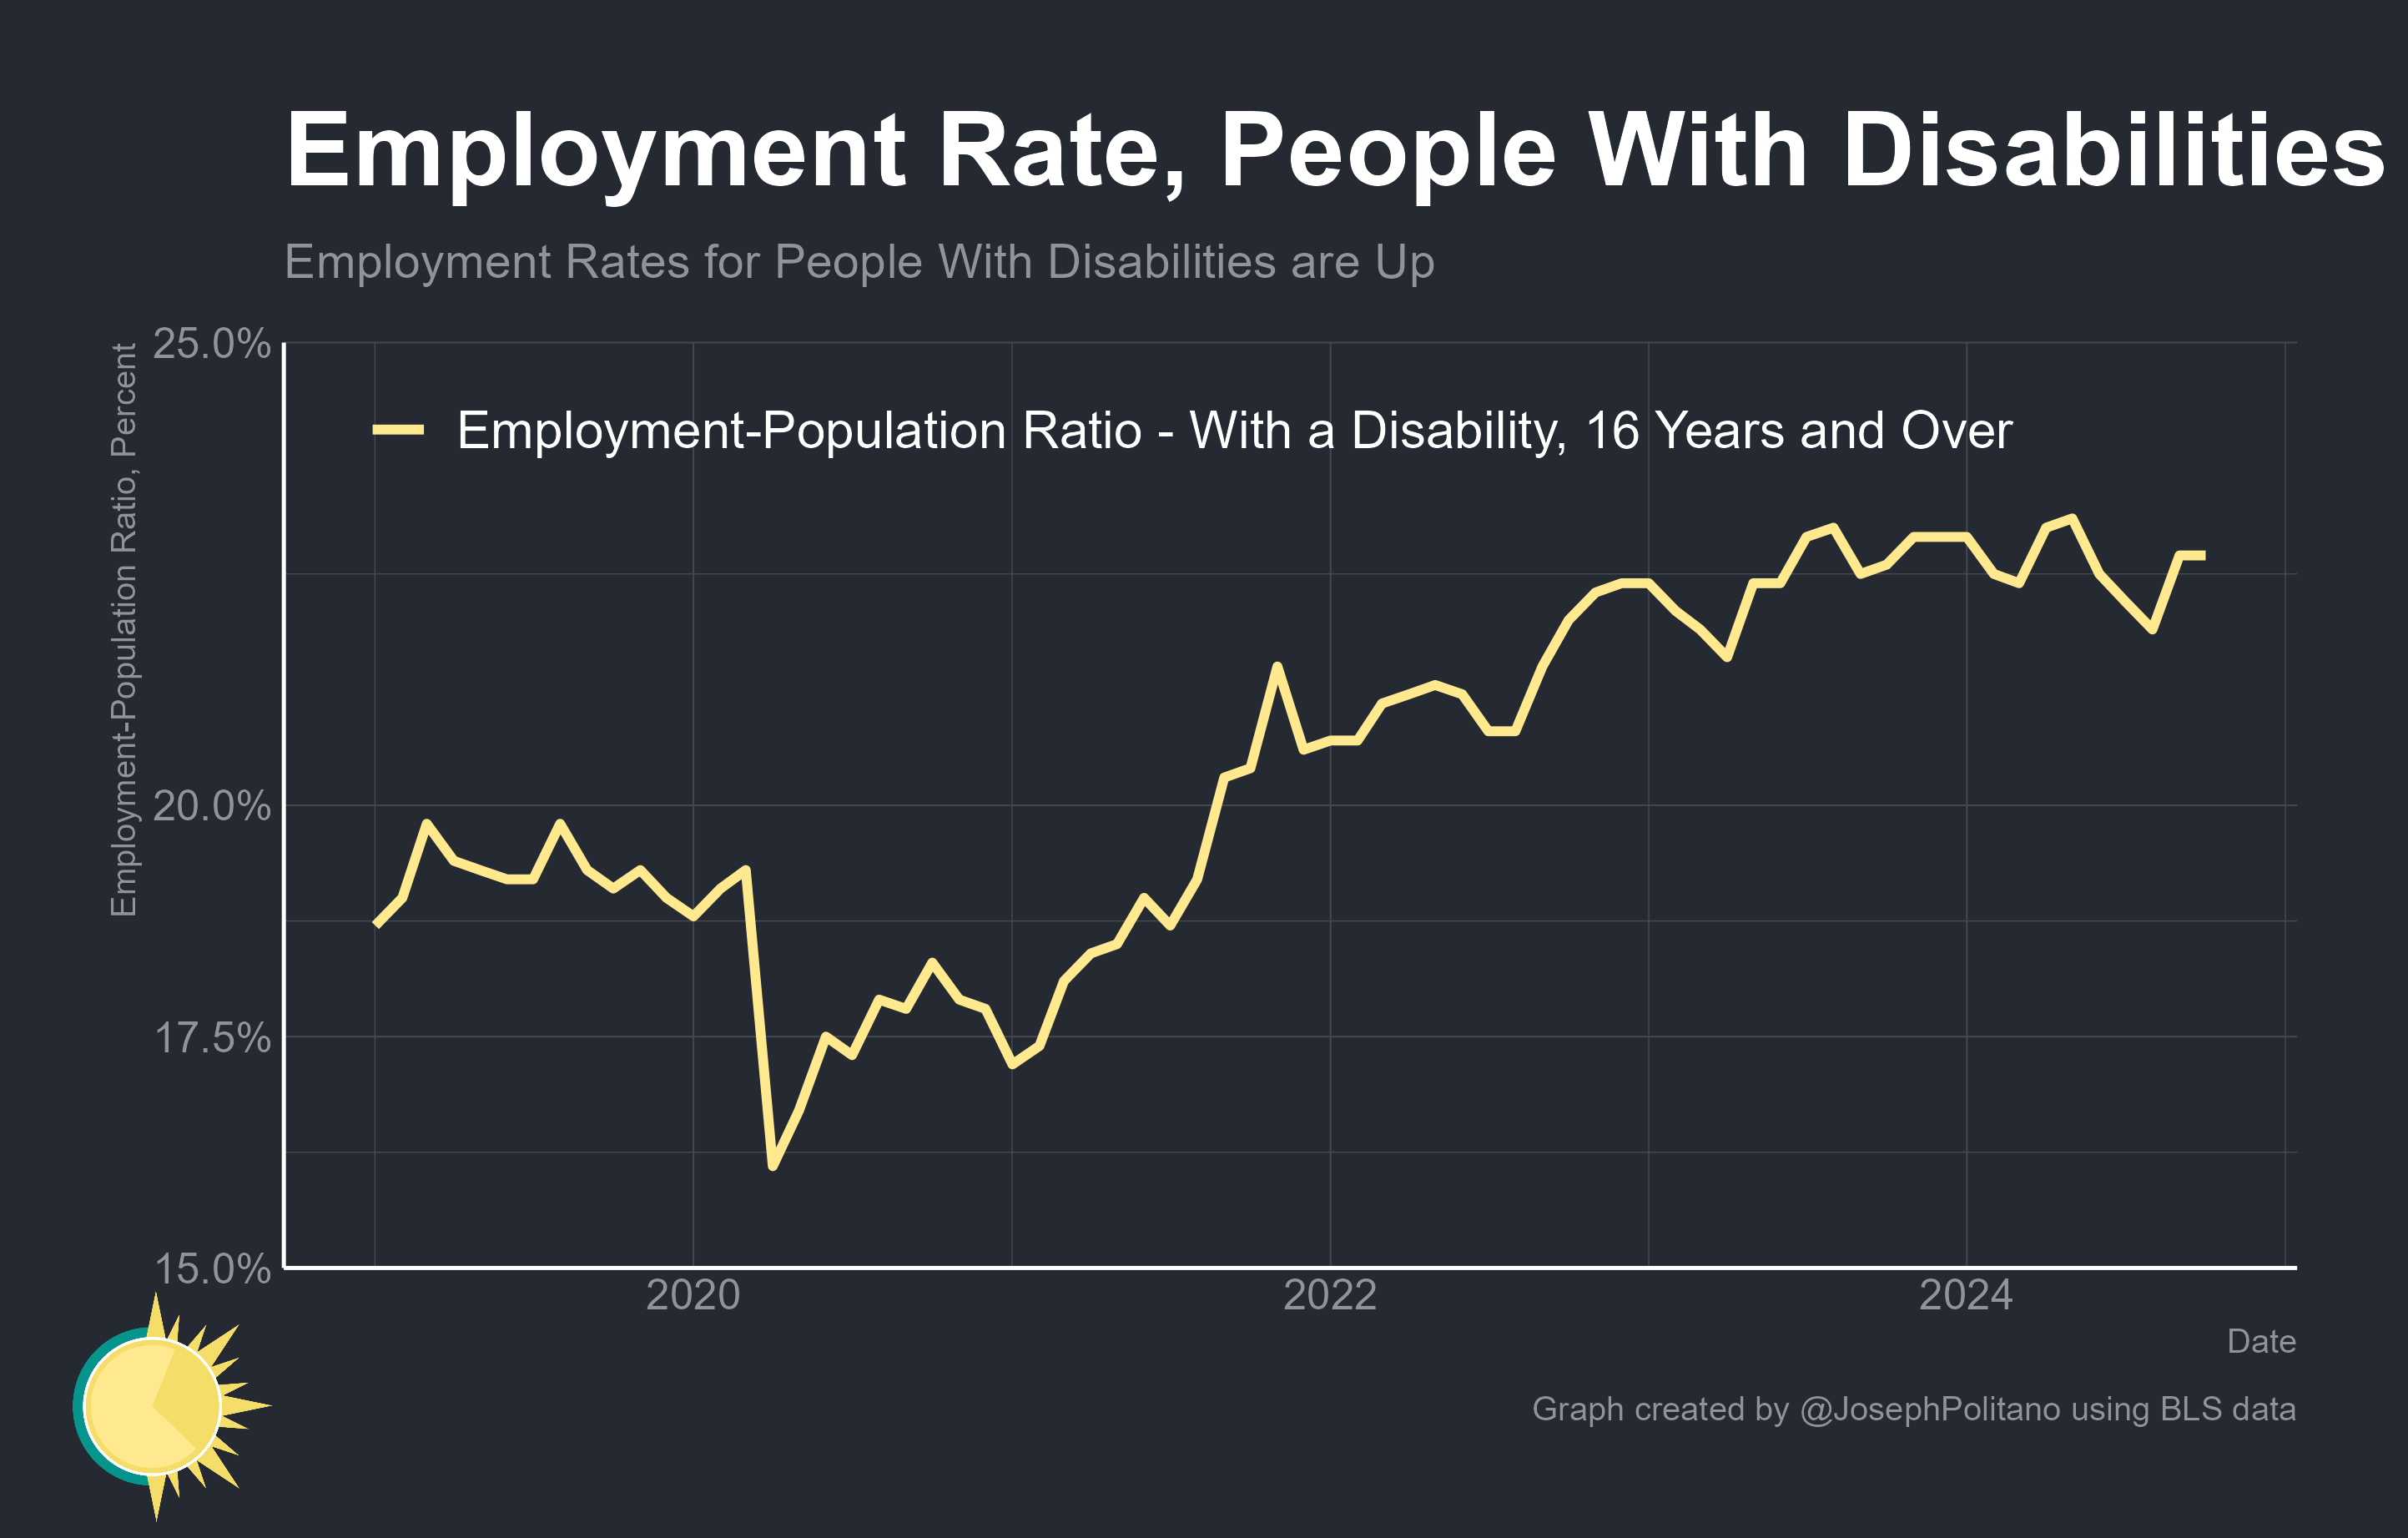 Employment Rate, People With Disabilities
Employment Rates for People With Disabilities are Up
Employment-Population Ratio, Percent
25.0%
Employment-Population Ratio - With a Disability, 16 Years and Over
20.0%
17.5%
15.0%
2020
2022
2024
Date
Graph created by @JosephPolitano using BLS data